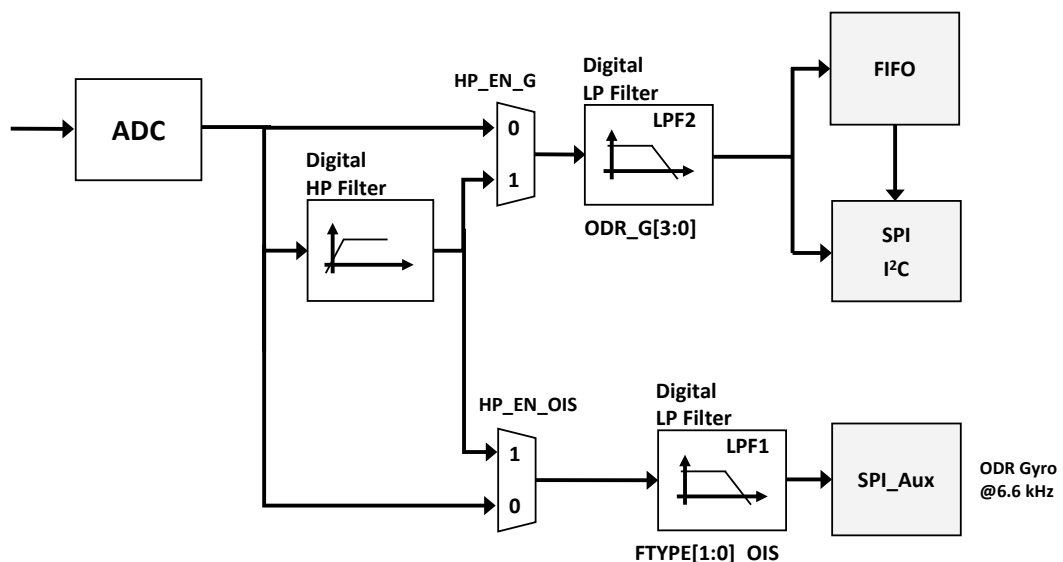 HP_EN_G
Digital
LP Filter
FIFO
ADC
0
LPF2
Digital
HP Filter
1
ODR_G[3:0]
SPI
I²C
HP_EN_OIS
Digital
LP Filter
1
LPF1
SPI_Aux
ODR Gyro
@6.6 kHz
0
FTYPE[1:0]_OIS